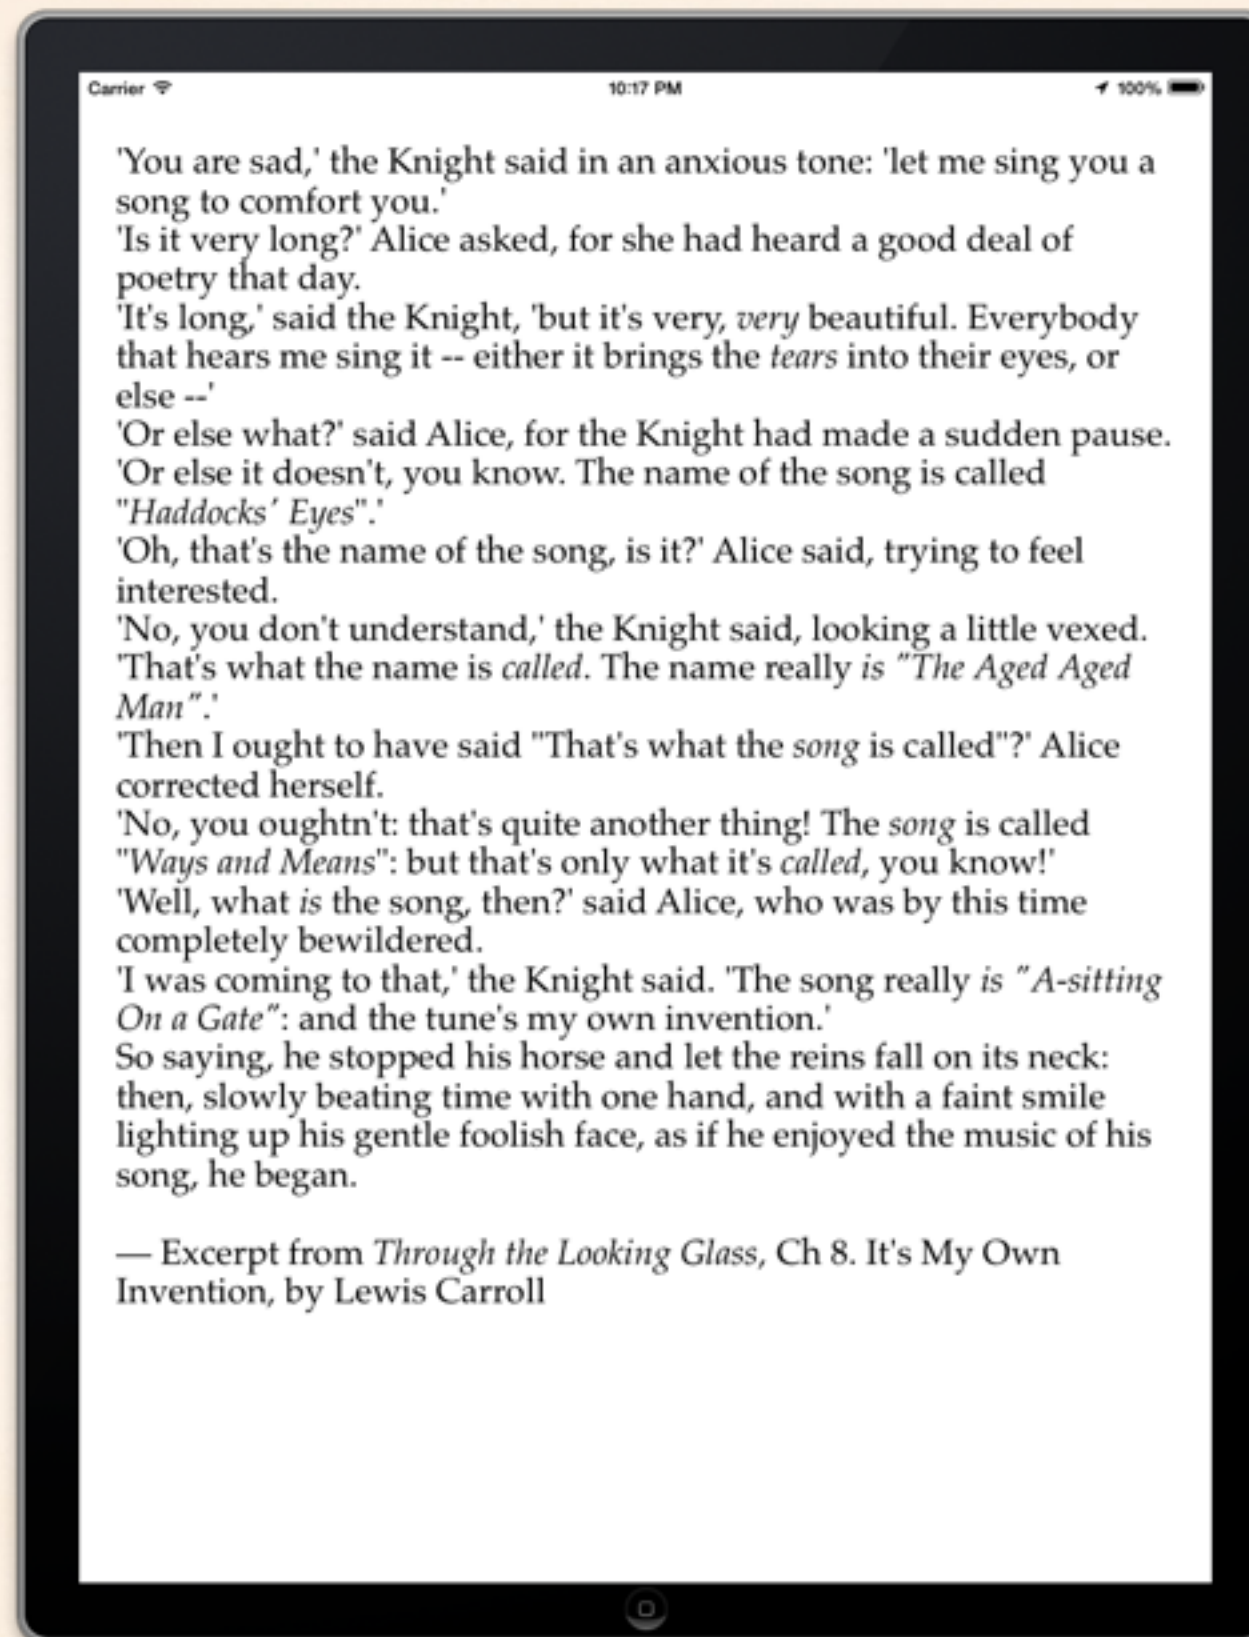 Carrier 10:17 PM 100%
'You are sad,' the Knight said in an anxious tone: 'let me sing you a
song to comfort you.'
'Is it very long?' Alice asked, for she had heard a good deal of
poetry that day.
'It's long,' said the Knight, 'but it's very, very beautiful. Everybody
that hears me sing it -- either it brings the tears into their eyes, or
else --'
'Or else what?' said Alice, for the Knight had made a sudden pause.
'Or else it doesn't, you know. The name of the song is called
"Haddocks´ Eyes".'
'Oh, that's the name of the song, is it?' Alice said, trying to feel
interested.
'No, you don't understand,' the Knight said, looking a little vexed.
'That's what the name is called. The name really is "The Aged Aged
Man".'
'Then I ought to have said "That's what the song is called"?' Alice
corrected herself.
'No, you oughtn't: that's quite another thing! The song is called
"Ways and Means": but that's only what it's called, you know!'
'Well, what is the song, then?' said Alice, who was by this time
completely bewildered.
'I was coming to that,' the Knight said. 'The song really is "A-sitting
On a Gate": and the tune's my own invention.'
So saying, he stopped his horse and let the reins fall on its neck:
then, slowly beating time with one hand, and with a faint smile
lighting up his gentle foolish face, as if he enjoyed the music of his
song, he began.
— Excerpt from Through the Looking Glass, Ch 8. It's My Own
Invention, by Lewis Carroll